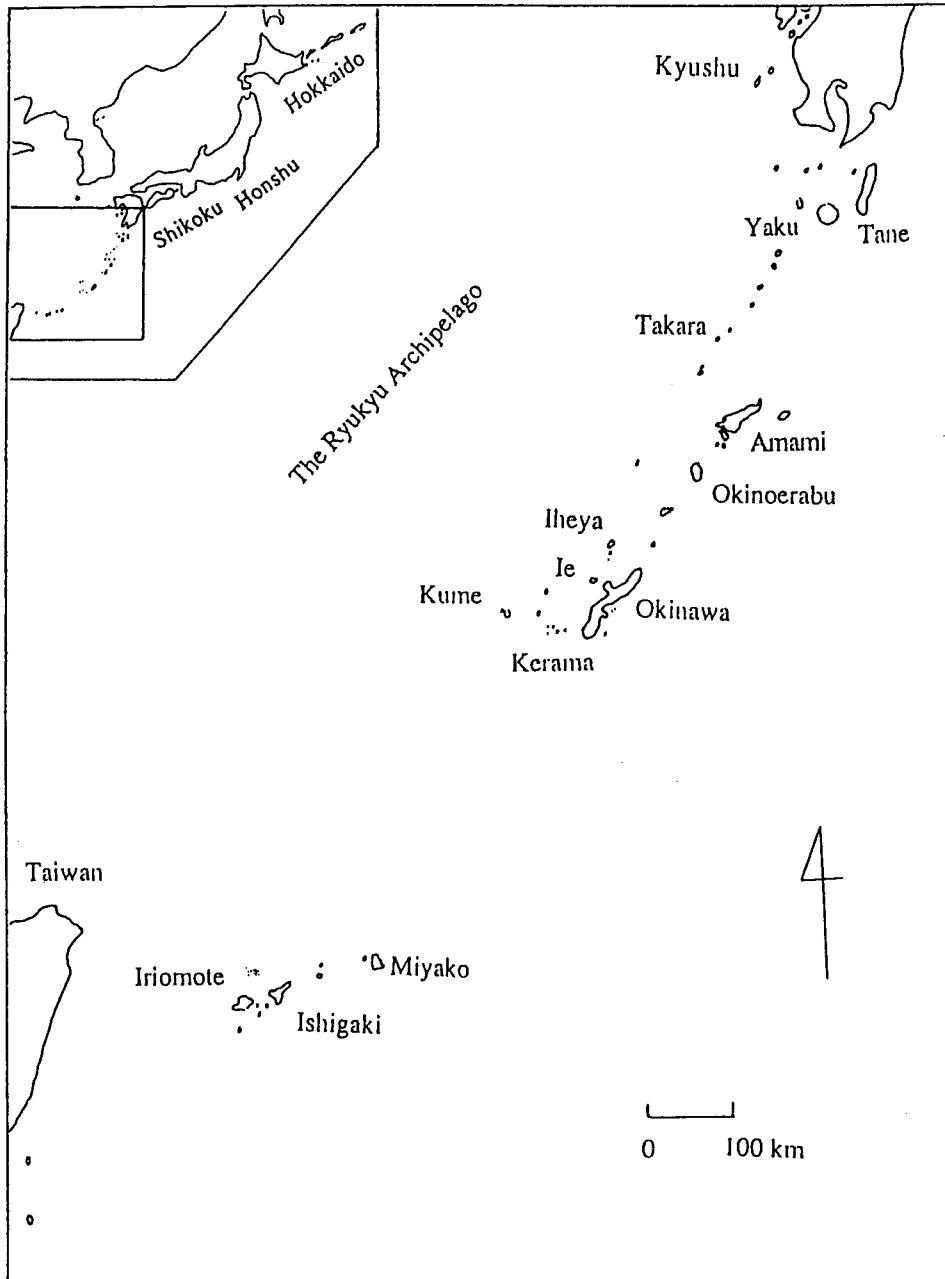 Hokkaido
Kyushu
Shikoku Honshu
Yaku
Tane
The Ryukyu Archipelago
Takara
Amami
Okinoerabu
Iheya
Ie
Kume
Okinawa
Kerama
Taiwan
Iriomote
Miyako
Ishigaki
0 100 km